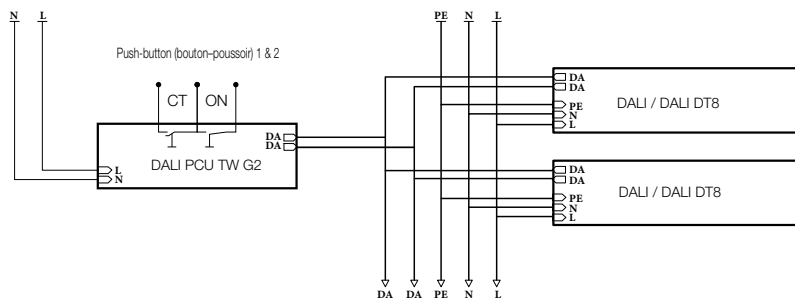 N L PE N L
Push-button (bouton–poussoir) 1 & 2
CT ON
DA
DA
DALI PCU TW G2
L
N
DA
DA
PE
N
L
DALI / DALI DT8
DA
DA
PE
N
L
DALI / DALI DT8
DA DA PE N L